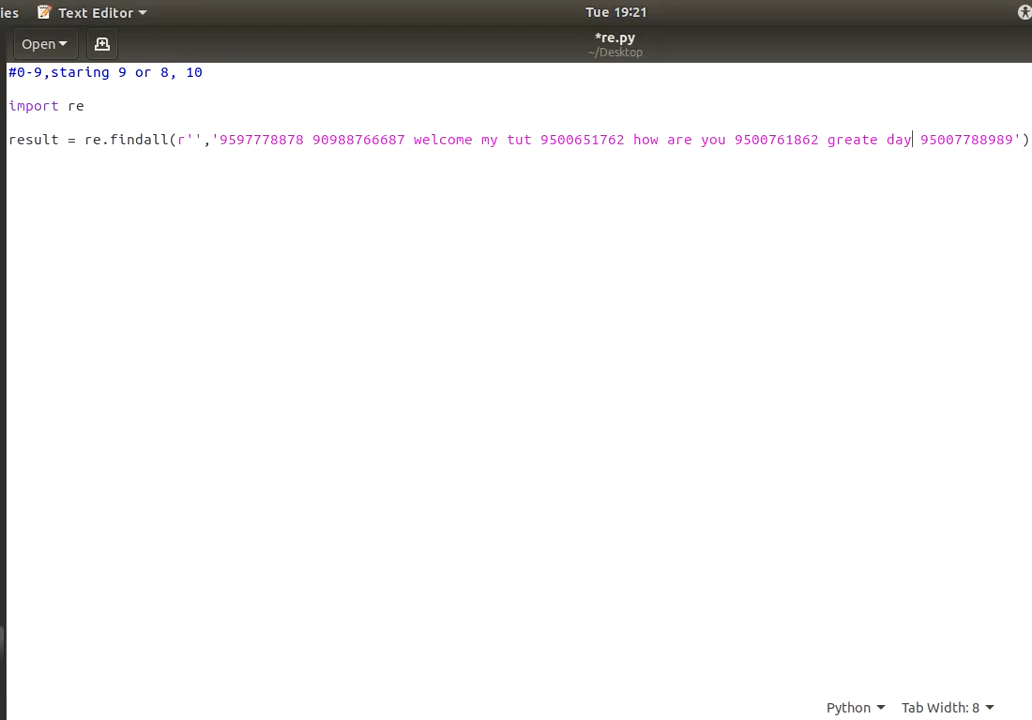 ies Text Editor Tue 19:21
Open *re.py
~/Desktop
#0-9,staring 9 or 8, 10
import re
result = re.findall(r'','9597778878 90988766687 welcome my tut 9500651762 how are you 9500761862 greate day 95007788989')
Python Tab Width: 8